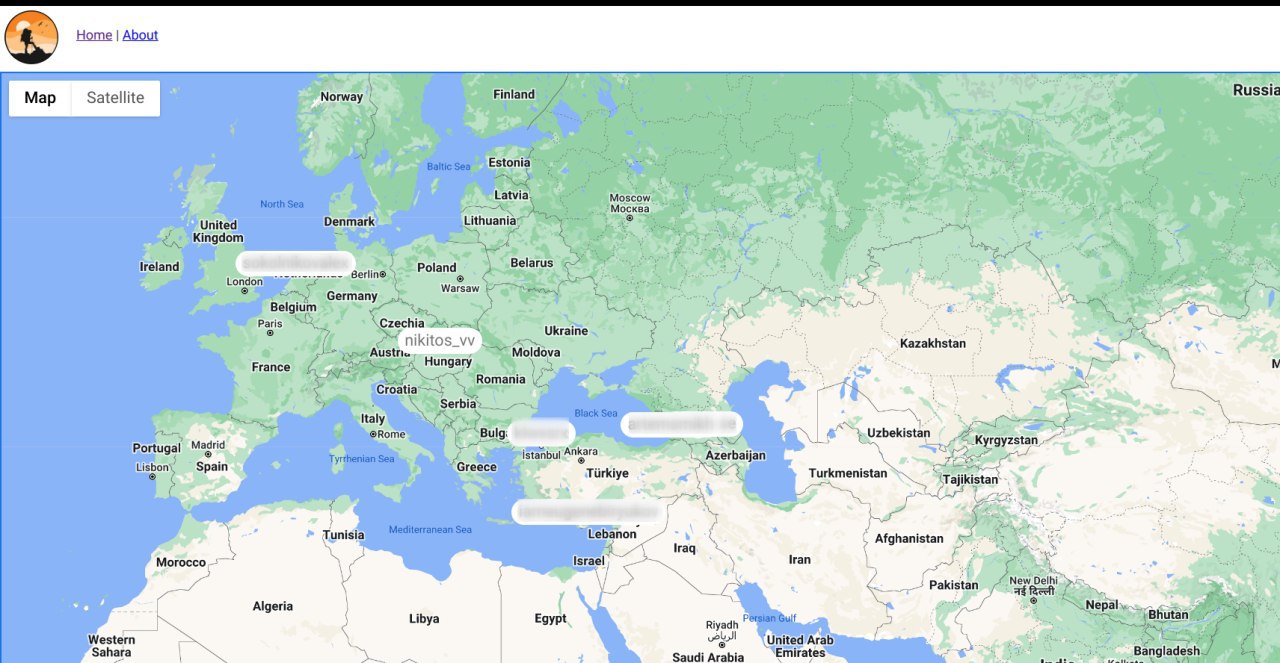 Home | About
Map
Satellite
Norway
Finland
Russia
Baltic Sea
Estonia
North Sea
Latvia
Moscow
Москва
Denmark
Lithuania
United
Kingdom
Ireland
Berlin
Poland
Belarus
London
Warsaw
Germany
Belgium
Paris
Czechia
nikitos_vv
Ukraine
Kazakhstan
Austria
Hungary
Moldova
France
Romania
Croatia
Serbia
Italy
Black Sea
Rome
Bulg
Uzbekistan
Kyrgyzstan
Portugal
Madrid
Spain
Lisbon
Tyrrhenian Sea
Greece
Istanbul
Ankara
Türkiye
Azerbaijan
Turkmenistan
Tajikistan
Tunisia
Mediterranean Sea
Lebanon
Iraq
Iran
Afghanistan
Morocco
Israel
Pakistan
New Delhi
नई दिल्ली
Nepal
Bhutan
Algeria
Libya
Egypt
Riyadh
الرياض
Persian Gulf
United Arab
Emirates
Western
Sahara
Saudi Arabia
Bangladesh